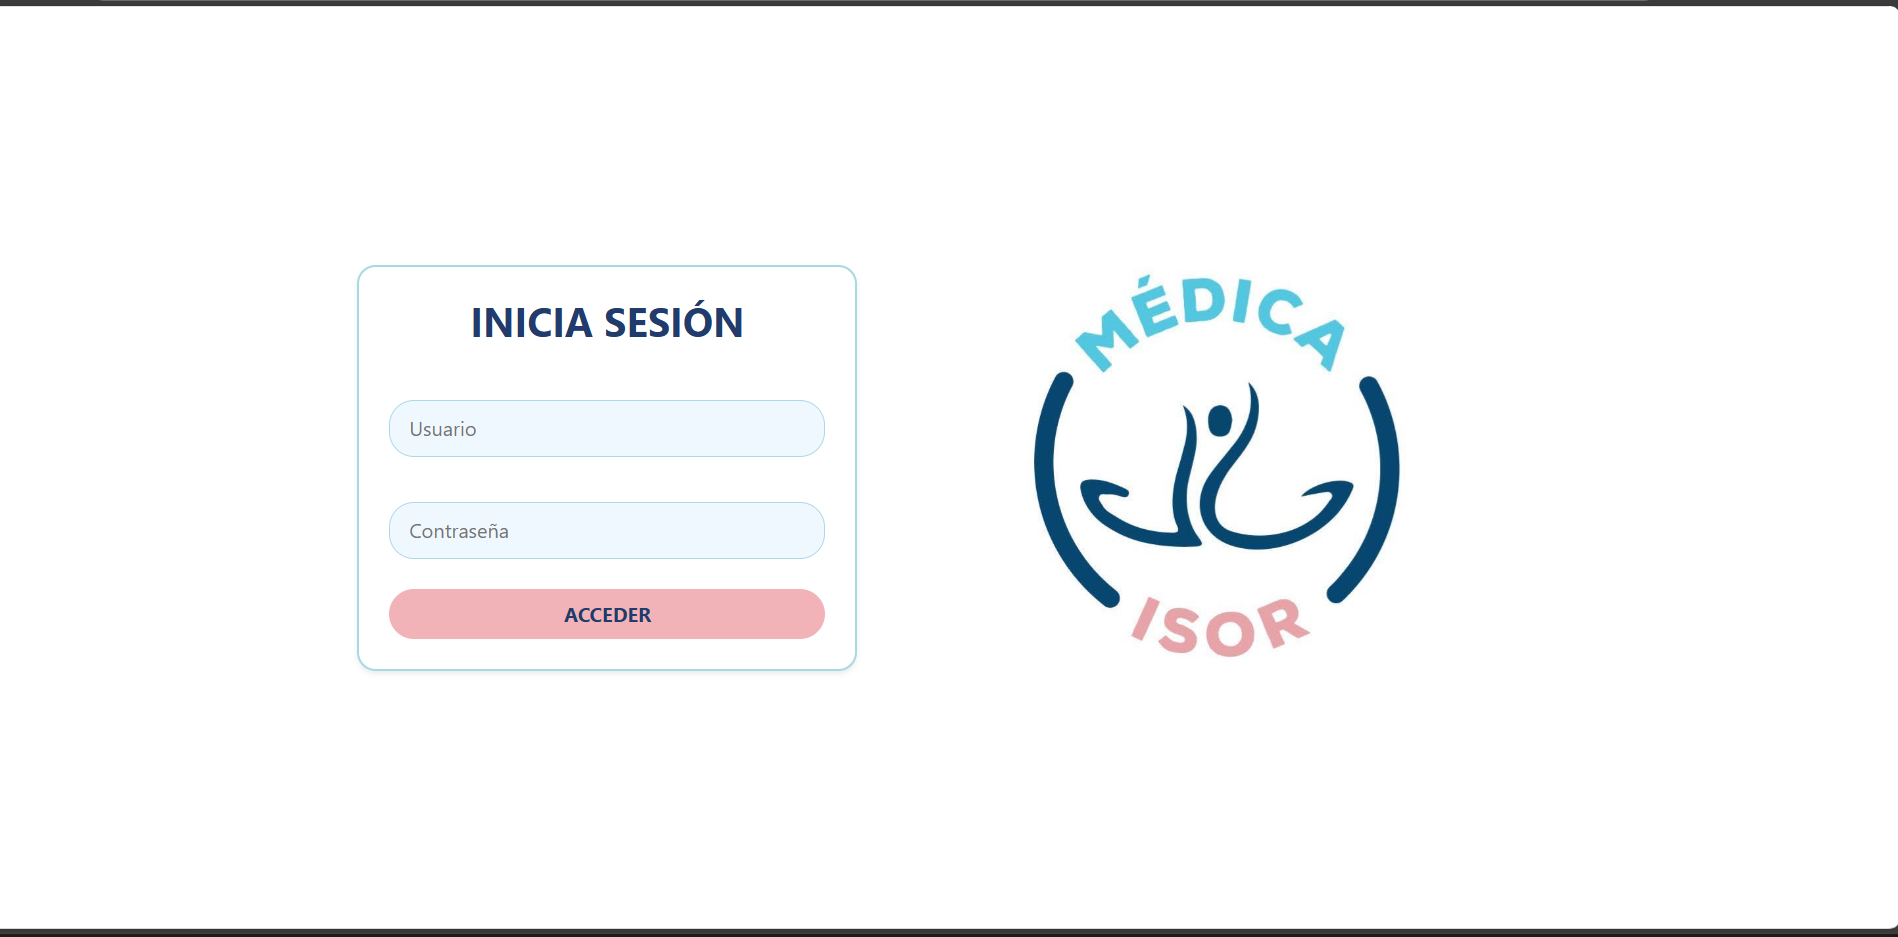 INICIA SESIÓN
Usuario
Contraseña
ACCEDER
MÉDICA
ISOR